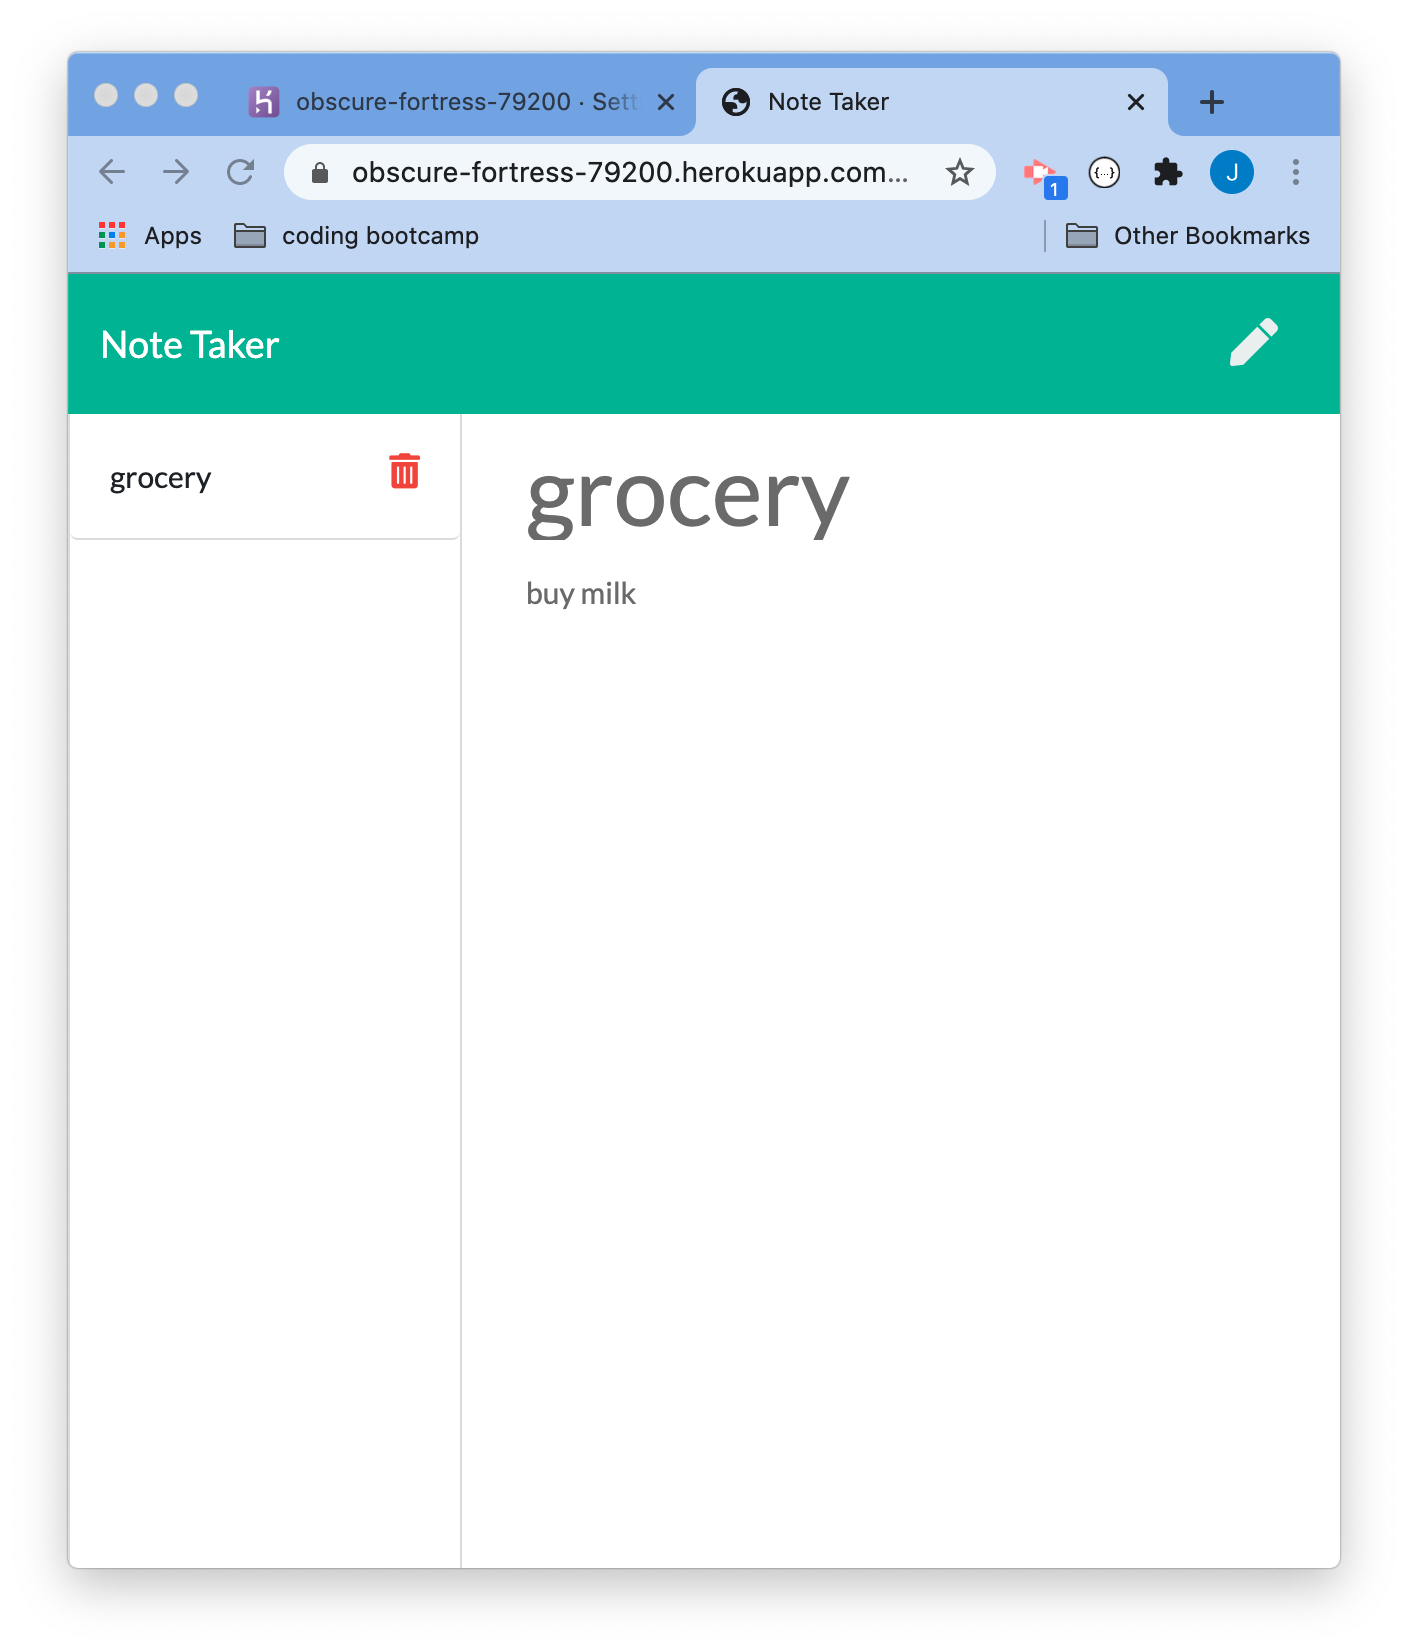 obscure-fortress-79200 · Sett
Note Taker
obscure-fortress-79200.herokuapp.com...
1
{...}
J
Apps
coding bootcamp
Other Bookmarks
Note Taker
grocery
grocery
buy milk